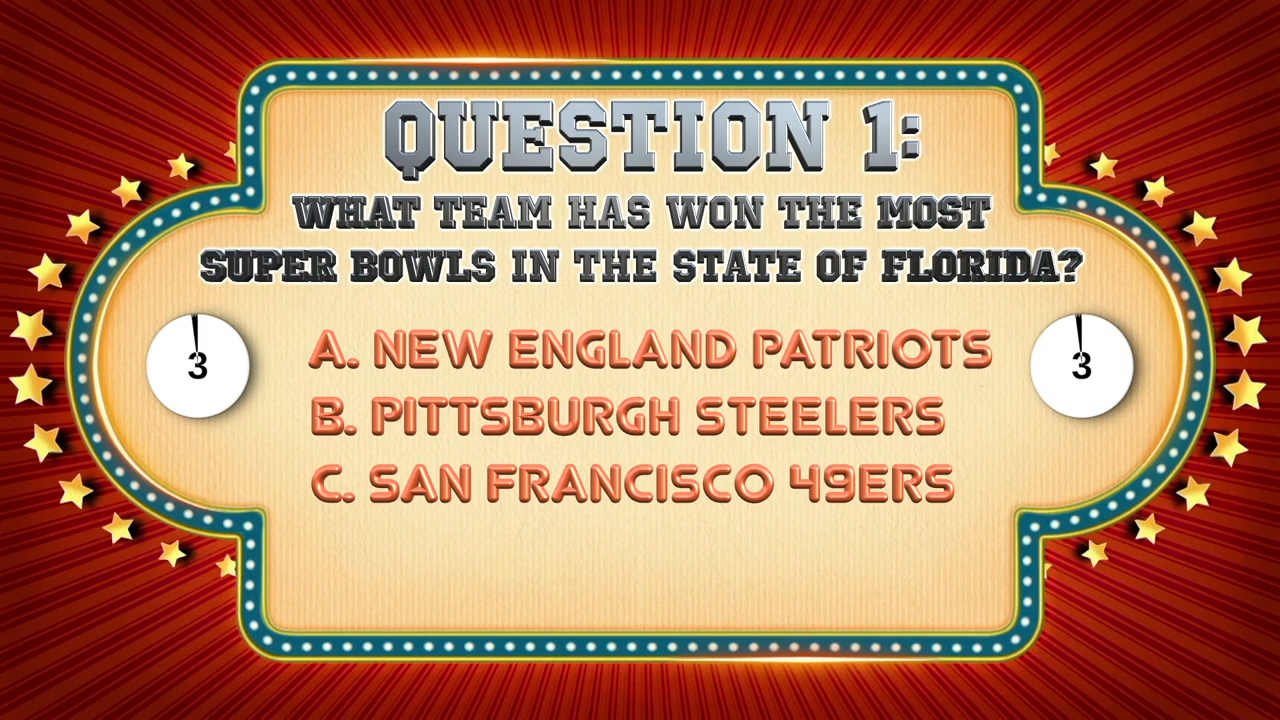 QUESTION 1:
WHAT TEAM HAS WON THE MOST
SUPER BOWLS IN THE STATE OF FLORIDA?
3
3
A. NEW ENGLAND PATRIOTS
B. PITTSBURGH STEELERS
C. SAN FRANCISCO 49ERS